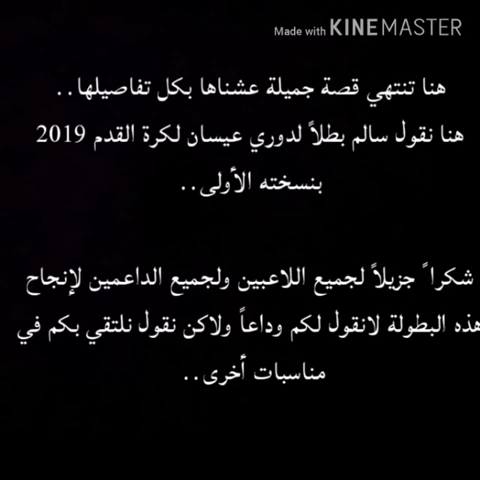 Made with KINEMASTER
هنا تنتهي قصة جميلة عشناها بكل تفاصيلها..
هنا نقول سالم بطلاً لدوري عيسان لكرة القدم 2019
بنسخته الأولى..
شكراً جزيلاً لجميع اللاعبين ولجميع الداعمين لإنجاح
هذه البطولة لانقول لكم وداعاً ولاكن نقول نلتقي بكم في
مناسبات أخرى..